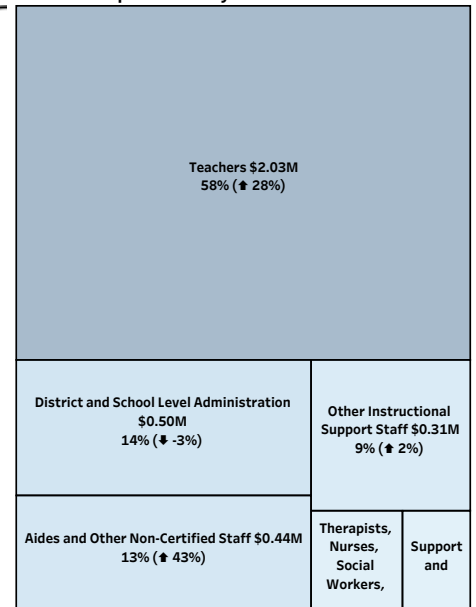 Teachers $2.03M
58% (⬆ 28%)
District and School Level Administration
$0.50M
14% (⬇ -3%)
Other Instructional
Support Staff $0.31M
9% (⬆ 2%)
Aides and Other Non-Certified Staff $0.44M
13% (⬆ 43%)
Therapists,
Nurses,
Social
Workers,
Support
and